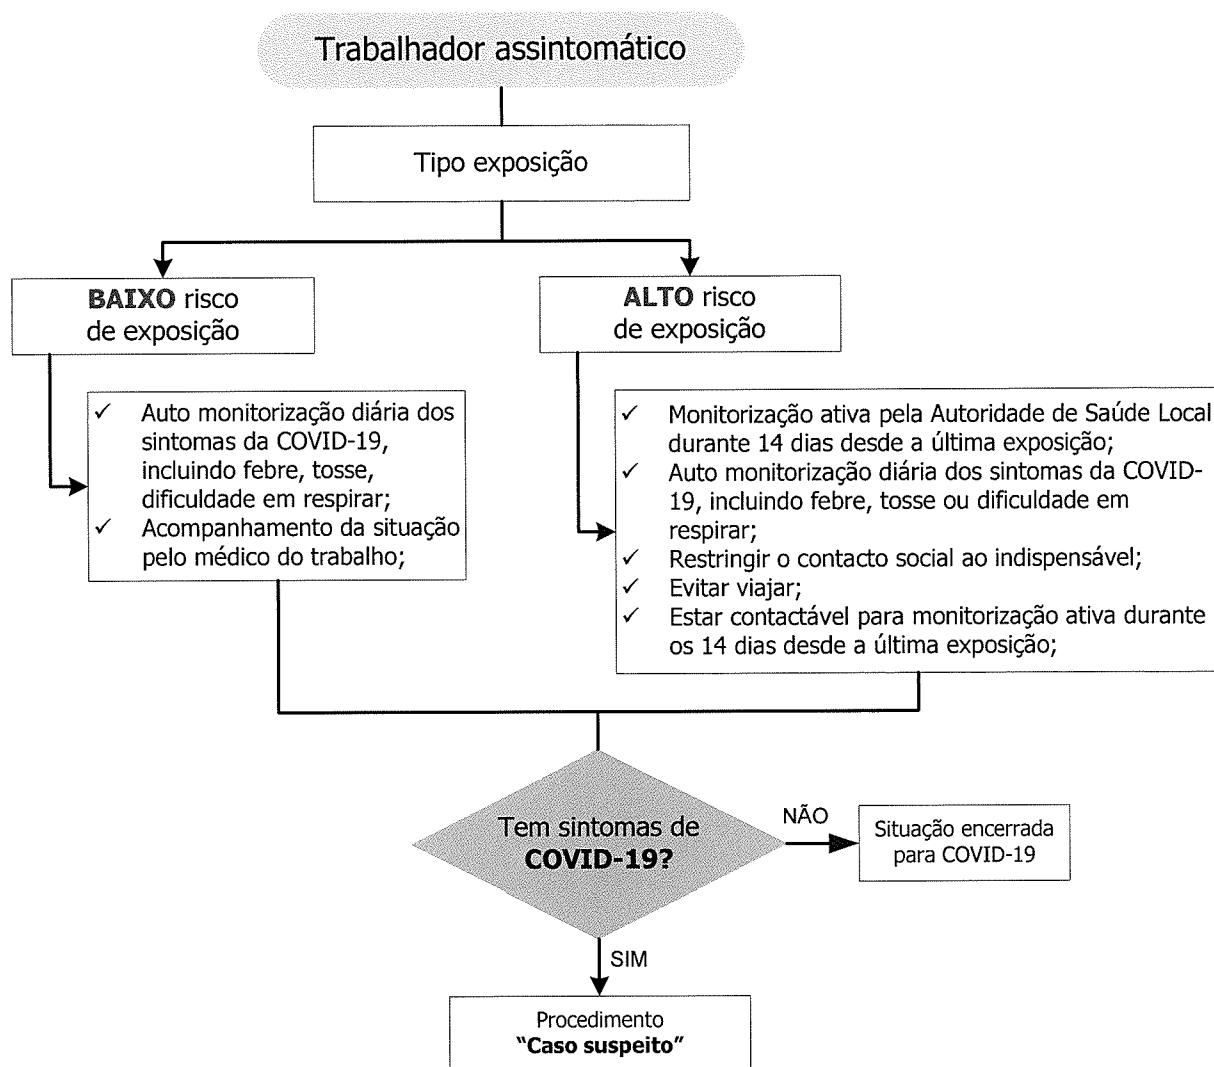 Trabalhador assintomático
Tipo exposição
BAIXO risco
de exposição
ALTO risco
de exposição
✓ Auto monitorização diária dos
sintomas da COVID-19,
incluindo febre, tosse,
dificuldade em respirar;
✓ Acompanhamento da situação
pelo médico do trabalho;
✓ Monitorização ativa pela Autoridade de Saúde Local
durante 14 dias desde a última exposição;
✓ Auto monitorização diária dos sintomas da COVID-
19, incluindo febre, tosse ou dificuldade em
respirar;
✓ Restringir o contacto social ao indispensável;
✓ Evitar viajar;
✓ Estar contactável para monitorização ativa durante
os 14 dias desde a última exposição;
Tem sintomas de
COVID-19?
NÃO
Situação encerrada
para COVID-19
SIM
Procedimento
“Caso suspeito”